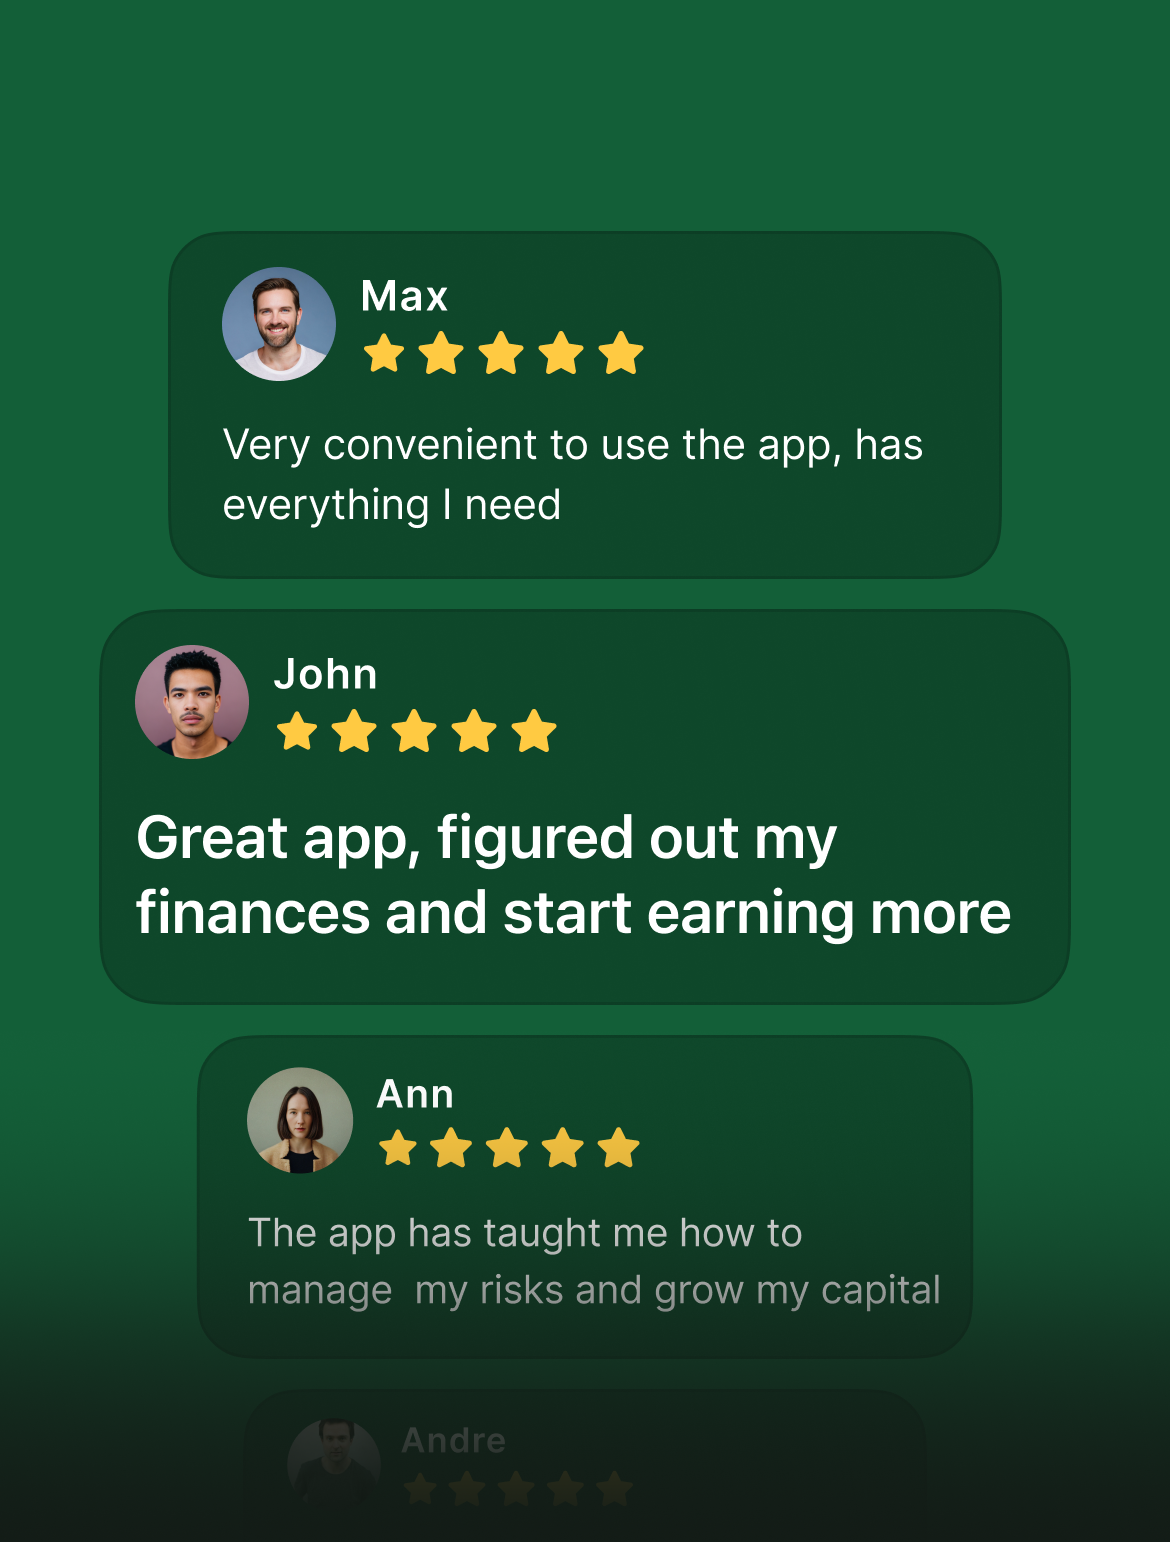 Max
Very convenient to use the app, has
everything I need
John
Great app, figured out my
finances and start earning more
Ann
The app has taught me how to
manage  my risks and grow my capital
Andre